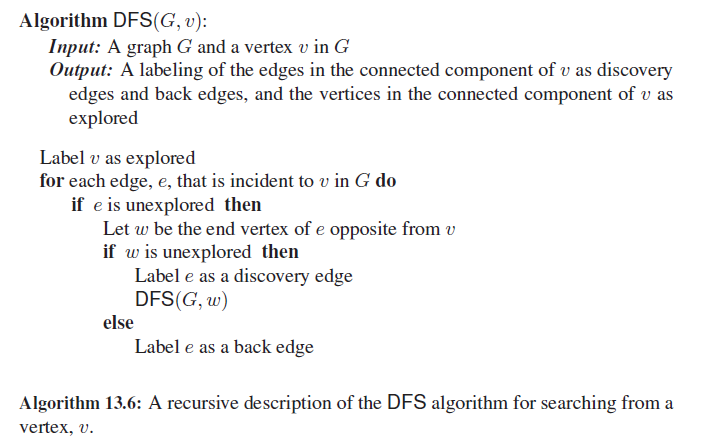 Algorithm DFS(G, v):
Input: A graph G and a vertex v in G
Output: A labeling of the edges in the connected component of v as discovery
edges and back edges, and the vertices in the connected component of v as
explored
Label v as explored
for each edge, e, that is incident to v in G do
if e is unexplored then
Let w be the end vertex of e opposite from v
if w is unexplored then
Label e as a discovery edge
DFS(G, w)
else
Label e as a back edge
Algorithm 13.6: A recursive description of the DFS algorithm for searching from a
vertex, v.